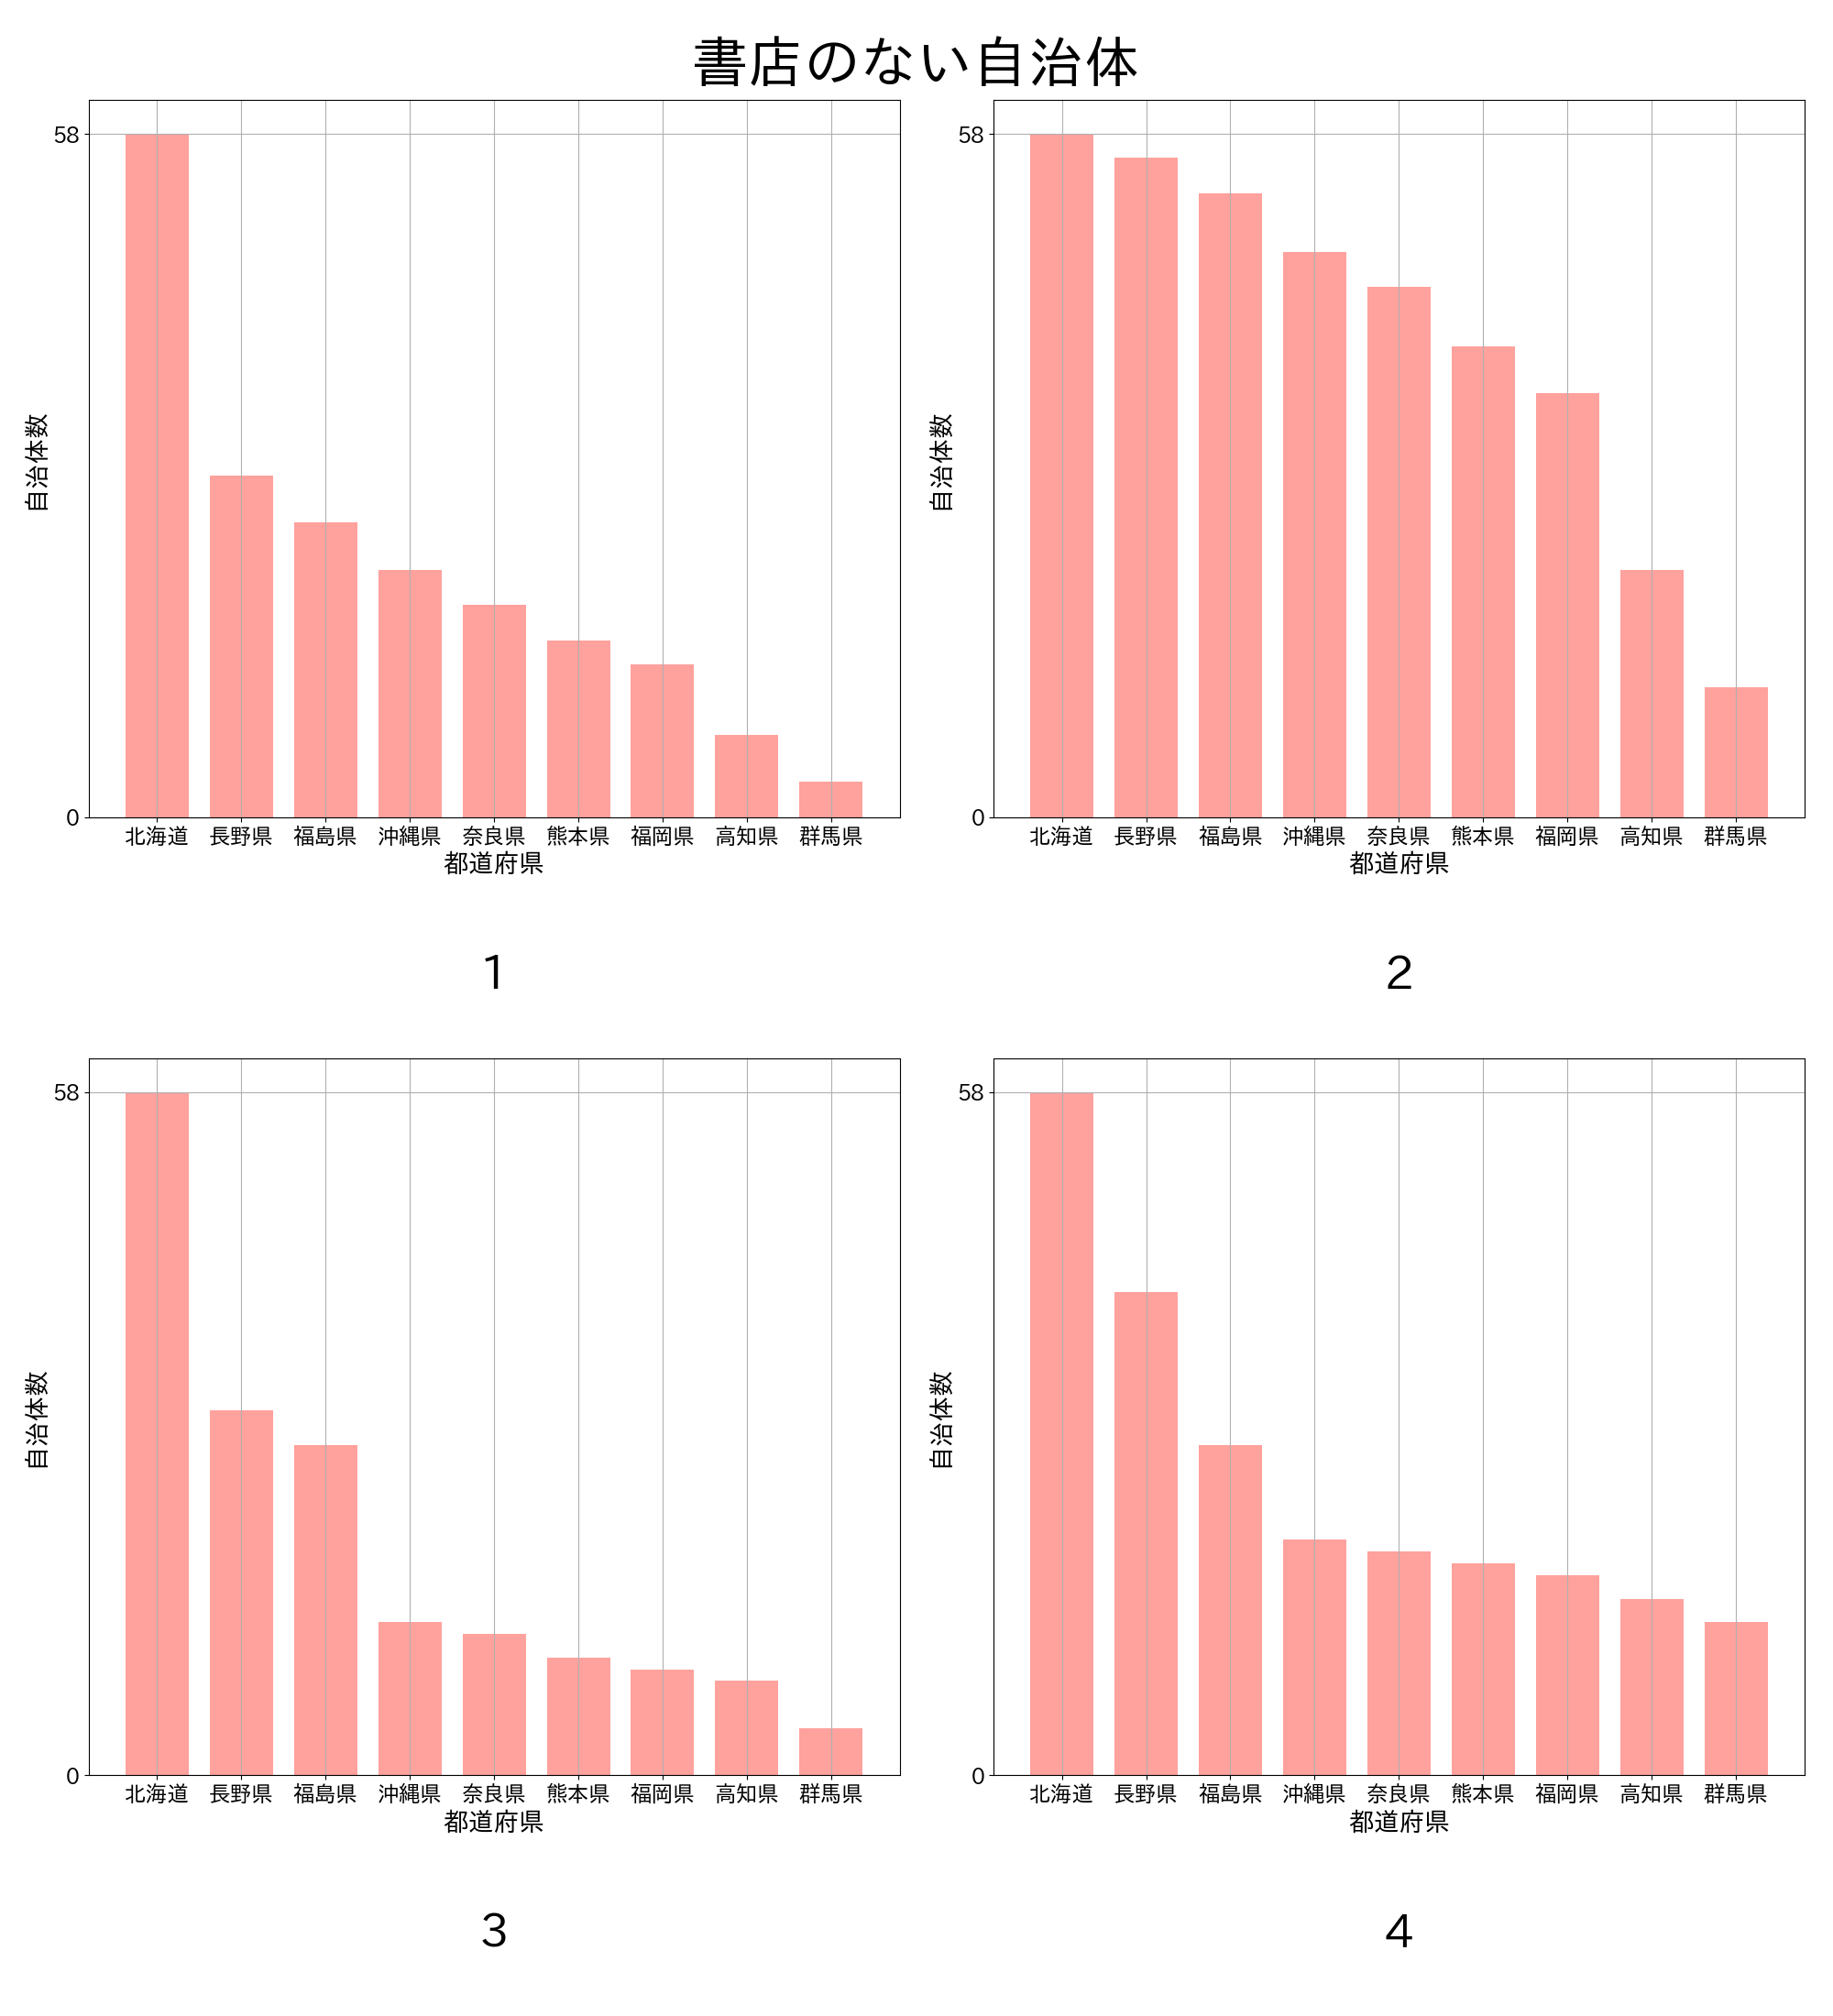 書店のない自治体
58
0
自治体数
北海道 長野県 福島県 沖縄県 奈良県 熊本県 福岡県 高知県 群馬県
都道府県
1
58
0
自治体数
北海道 長野県 福島県 沖縄県 奈良県 熊本県 福岡県 高知県 群馬県
都道府県
2
58
0
自治体数
北海道 長野県 福島県 沖縄県 奈良県 熊本県 福岡県 高知県 群馬県
都道府県
3
58
0
自治体数
北海道 長野県 福島県 沖縄県 奈良県 熊本県 福岡県 高知県 群馬県
都道府県
4